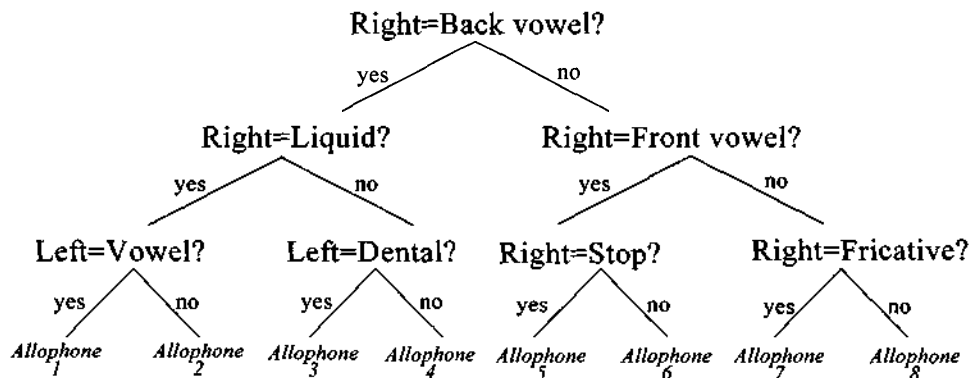 Right=Back vowel?
yes no
Right=Liquid? Right=Front vowel?
yes no yes no
Left=Vowel? Left=Dental? Right=Stop? Right=Fricative?
yes no yes no yes no yes no
Allophone Allophone Allophone Allophone Allophone Allophone Allophone Allophone
1 2 3 4 5 6 7 8